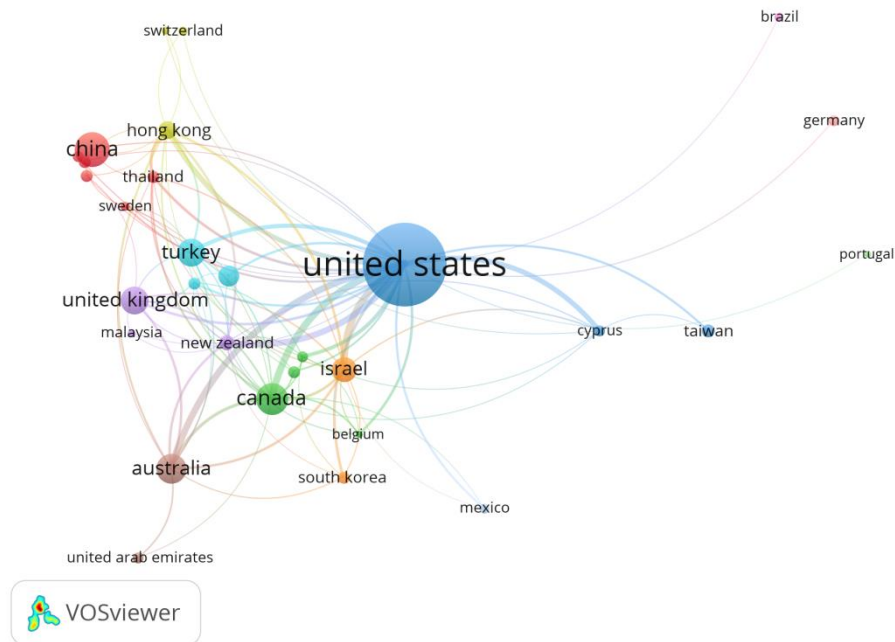 brazil
switzerland
germany
hong kong
china
thailand
sweden
turkey
portugal
united states
united kingdom
malaysia
new zealand
cyprus
taiwan
israel
canada
belgium
australia
south korea
mexico
united arab emirates
VOSviewer